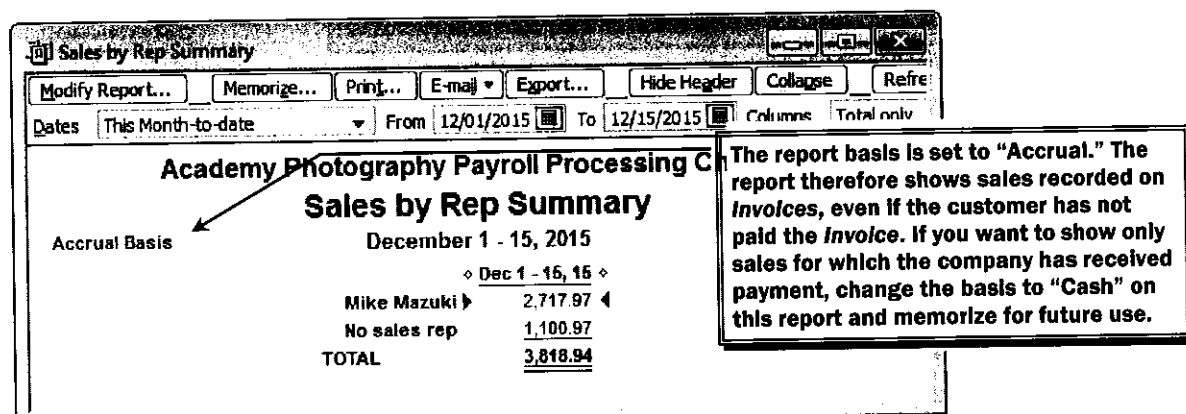 Sales by Rep Summary
Modify Report... Memorize... Print... E-mail Export... Hide Header Collapse Refre
Dates This Month-to-date From 12/01/2015 To 12/15/2015 Columns Total only
Academy Photography Payroll Processing Ch
Sales by Rep Summary
Accrual Basis December 1 - 15, 2015
Dec 1 - 15, 15
Mike Mazuki 2,717.97
No sales rep 1,100.97
TOTAL 3,818.94
The report basis is set to “Accrual.” The
report therefore shows sales recorded on
Invoices, even if the customer has not
paid the Invoice. If you want to show only
sales for which the company has received
payment, change the basis to “Cash” on
this report and memorize for future use.